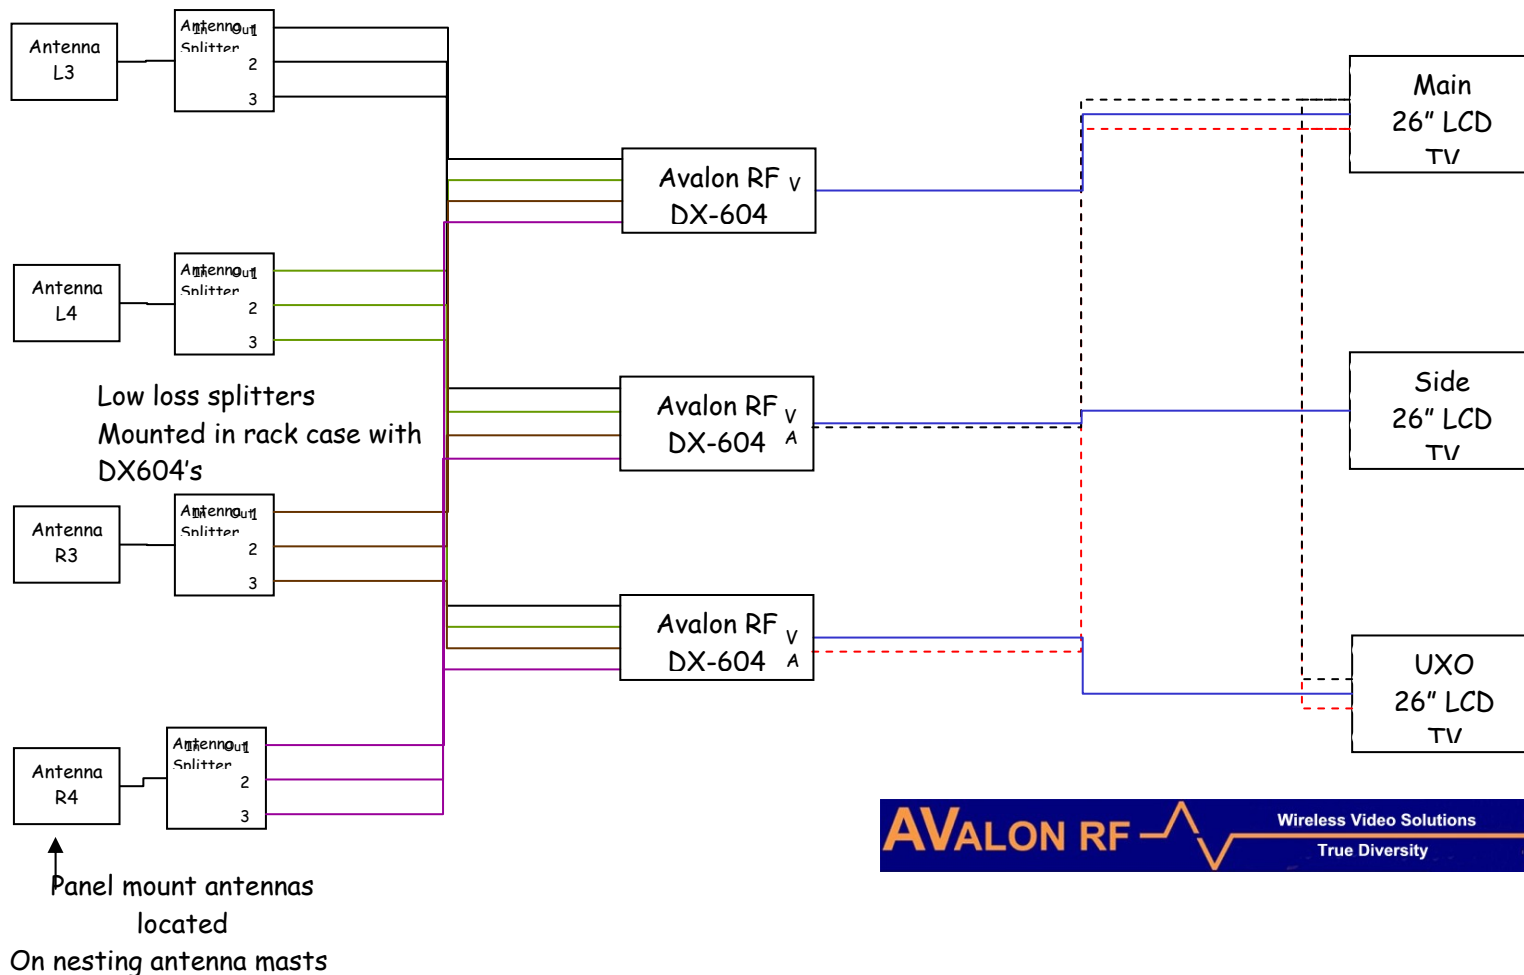 Antenna
L3
Antenna
In Out
Splitter
1
2
3
Antenna
L4
Antenna
In Out
Splitter
1
2
3
Low loss splitters
Mounted in rack case with
DX604's
Antenna
R3
Antenna
In Out
Splitter
1
2
3
Antenna
R4
Antenna
In Out
Splitter
1
2
3
Panel mount antennas
located
On nesting antenna masts
Avalon RF
DX-604
V
Avalon RF
DX-604
V
A
Avalon RF
DX-604
V
A
Main
26” LCD
TV
Side
26” LCD
TV
UXO
26” LCD
TV
AVALON RF
Wireless Video Solutions
True Diversity